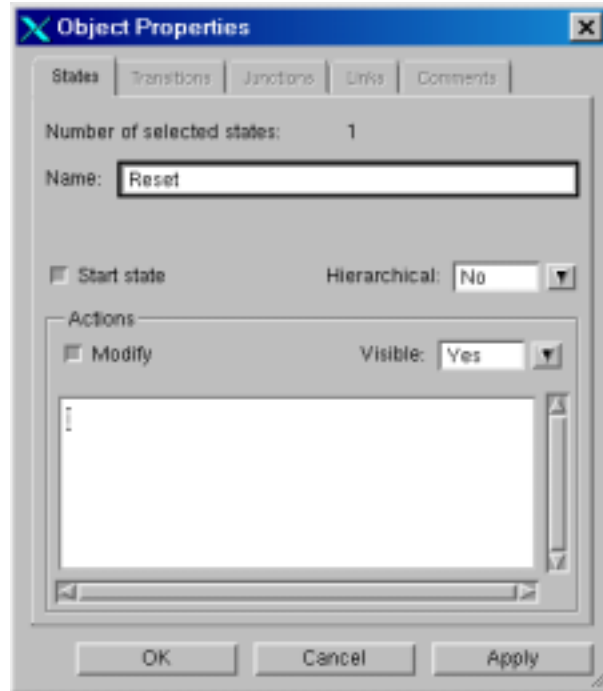 Object Properties
States Transitions Junctions Links Comments
Number of selected states: 1
Name: Reset
Start state Hierarchical: No
Actions
Modify Visible: Yes
OK Cancel Apply